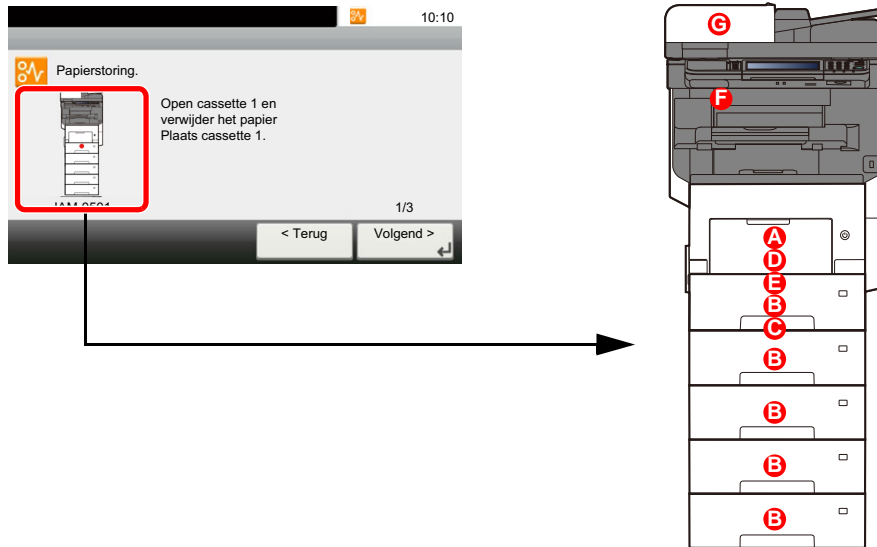 10:10
Papierstoring.
Open cassette 1 en
verwijder het papier
Plaats cassette 1.
1/3
< Terug
Volgend >
G
F
A
D
E
B
C
B
B
B
B